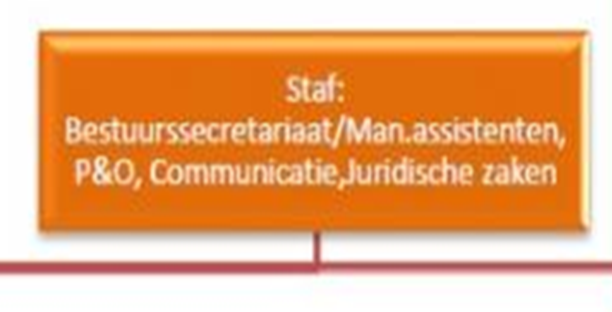 Staf:
Bestuurssecretariaat/Man.assistenten,
P&O, Communicatie,Juridische zaken